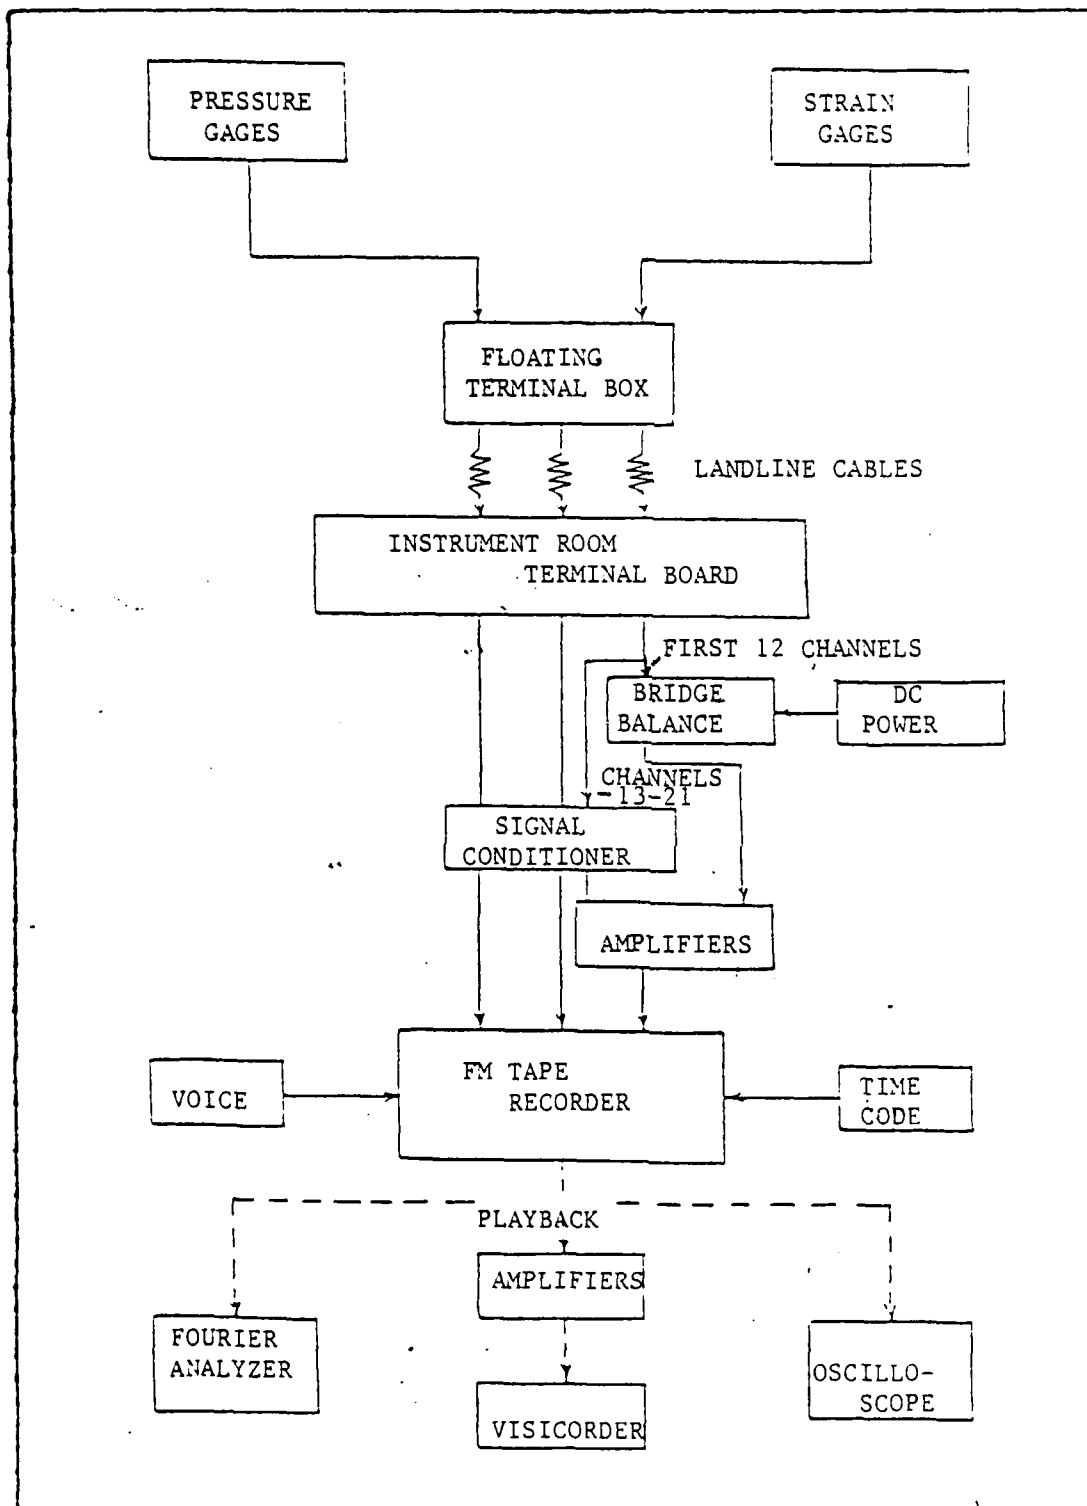 PRESSURE
GAGES
STRAIN
GAGES
FLOATING
TERMINAL BOX
LANDLINE CABLES
INSTRUMENT ROOM
TERMINAL BOARD
FIRST 12 CHANNELS
BRIDGE
BALANCE
DC
POWER
CHANNELS
13-21
SIGNAL
CONDITIONER
AMPLIFIERS
FM TAPE
RECORDER
VOICE
TIME
CODE
PLAYBACK
AMPLIFIERS
FOURIER
ANALYZER
OSCILLO-
SCOPE
VISICORDER